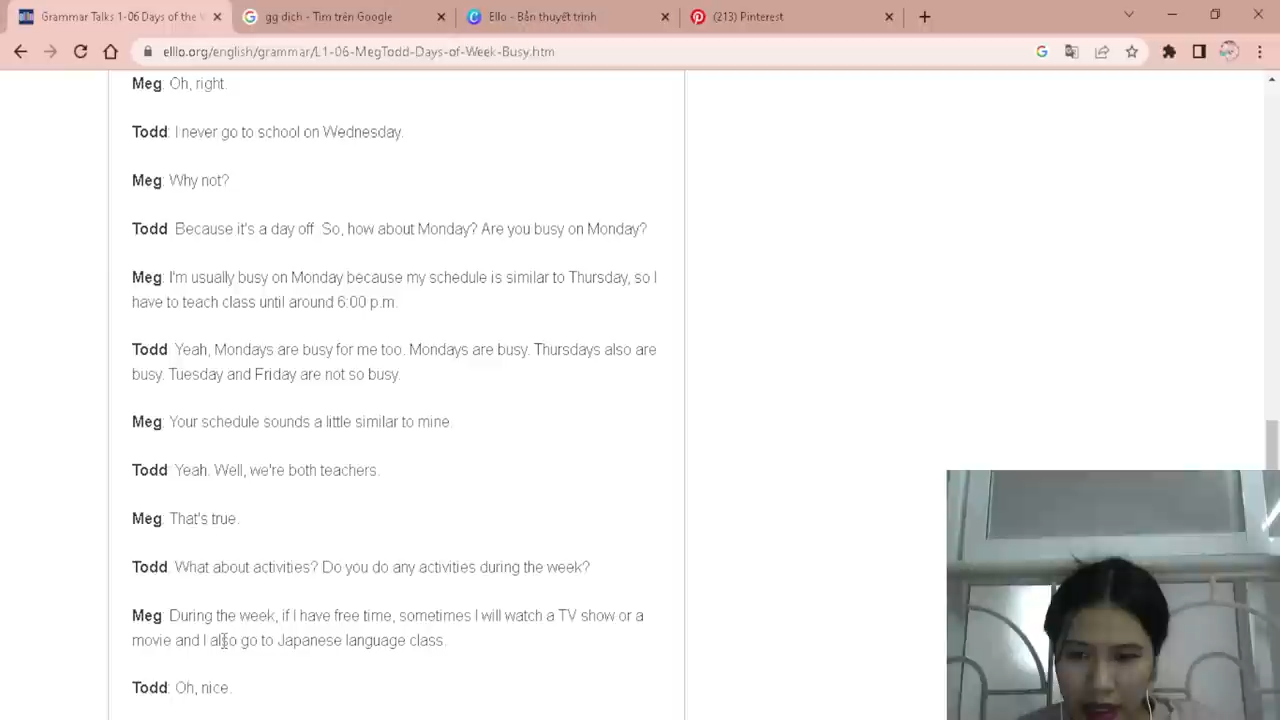 Grammar Talks 1-06 Days of the
gg dịch - Tìm trên Google
Ello - Bản thuyết trình
(213) Pinterest
elllo.org/english/grammar/L1-06-MegTodd-Days-of-Week-Busy.htm
Meg: Oh, right.
Todd: I never go to school on Wednesday.
Meg: Why not?
Todd: Because it's a day off. So, how about Monday? Are you busy on Monday?
Meg: I'm usually busy on Monday because my schedule is similar to Thursday, so I
have to teach class until around 6:00 p.m.
Todd: Yeah, Mondays are busy for me too. Mondays are busy. Thursdays also are
busy. Tuesday and Friday are not so busy.
Meg: Your schedule sounds a little similar to mine.
Todd: Yeah. Well, we're both teachers.
Meg: That's true.
Todd: What about activities? Do you do any activities during the week?
Meg: During the week, if I have free time, sometimes I will watch a TV show or a
movie and I also go to Japanese language class.
Todd: Oh, nice.